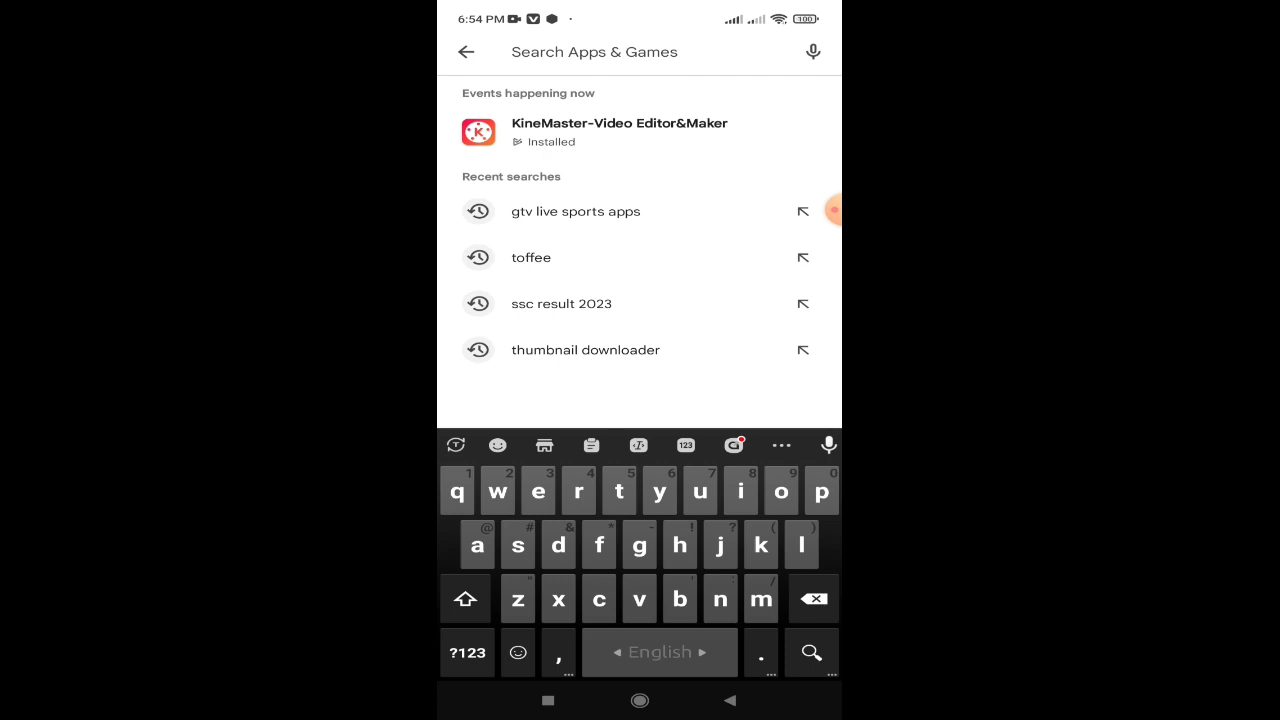 6:54 PM
100
Search Apps & Games
Events happening now
KineMaster-Video Editor&Maker
Installed
Recent searches
gtv live sports apps
toffee
ssc result 2023
thumbnail downloader
123
1 2 3 4 5 6 7 8 9 0
q w e r t y u i o p
@ # & * - ! ? ( )
a s d f g h j k l
" ' : /
z x c v b n m
?123 , English .